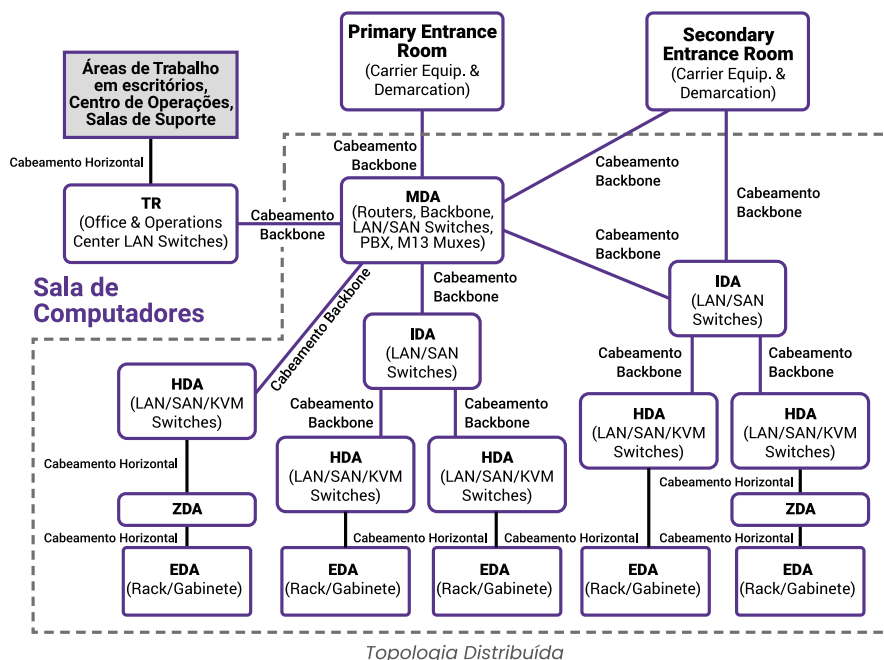 Primary Entrance
Room
(Carrier Equip. &
Demarcation)
Secondary
Entrance Room
(Carrier Equip. &
Demarcation)
Áreas de Trabalho
em escritórios,
Centro de Operações,
Salas de Suporte
Cabeamento Horizontal
Cabeamento
Backbone
Cabeamento
Backbone
TR
(Office & Operations
Center LAN Switches)
Cabeamento
Backbone
MDA
(Routers, Backbone,
LAN/SAN Switches,
PBX, M13 Muxes)
Cabeamento
Backbone
Cabeamento
Backbone
Sala de
Computadores
Cabeamento Backbone
Cabeamento
Backbone
IDA
(LAN/SAN
Switches)
IDA
(LAN/SAN
Switches)
Cabeamento
Backbone
Cabeamento
Backbone
HDA
(LAN/SAN/KVM
Switches)
Cabeamento
Backbone
Cabeamento
Backbone
HDA
(LAN/SAN/KVM
Switches)
HDA
(LAN/SAN/KVM
Switches)
Cabeamento Horizontal
HDA
(LAN/SAN/KVM
Switches)
HDA
(LAN/SAN/KVM
Switches)
Cabeamento Horizontal
ZDA
ZDA
Cabeamento Horizontal
Cabeamento Horizontal
Cabeamento Horizontal
Cabeamento Horizontal
EDA
(Rack/Gabinete)
EDA
(Rack/Gabinete)
EDA
(Rack/Gabinete)
EDA
(Rack/Gabinete)
EDA
(Rack/Gabinete)
Topologia Distribuída